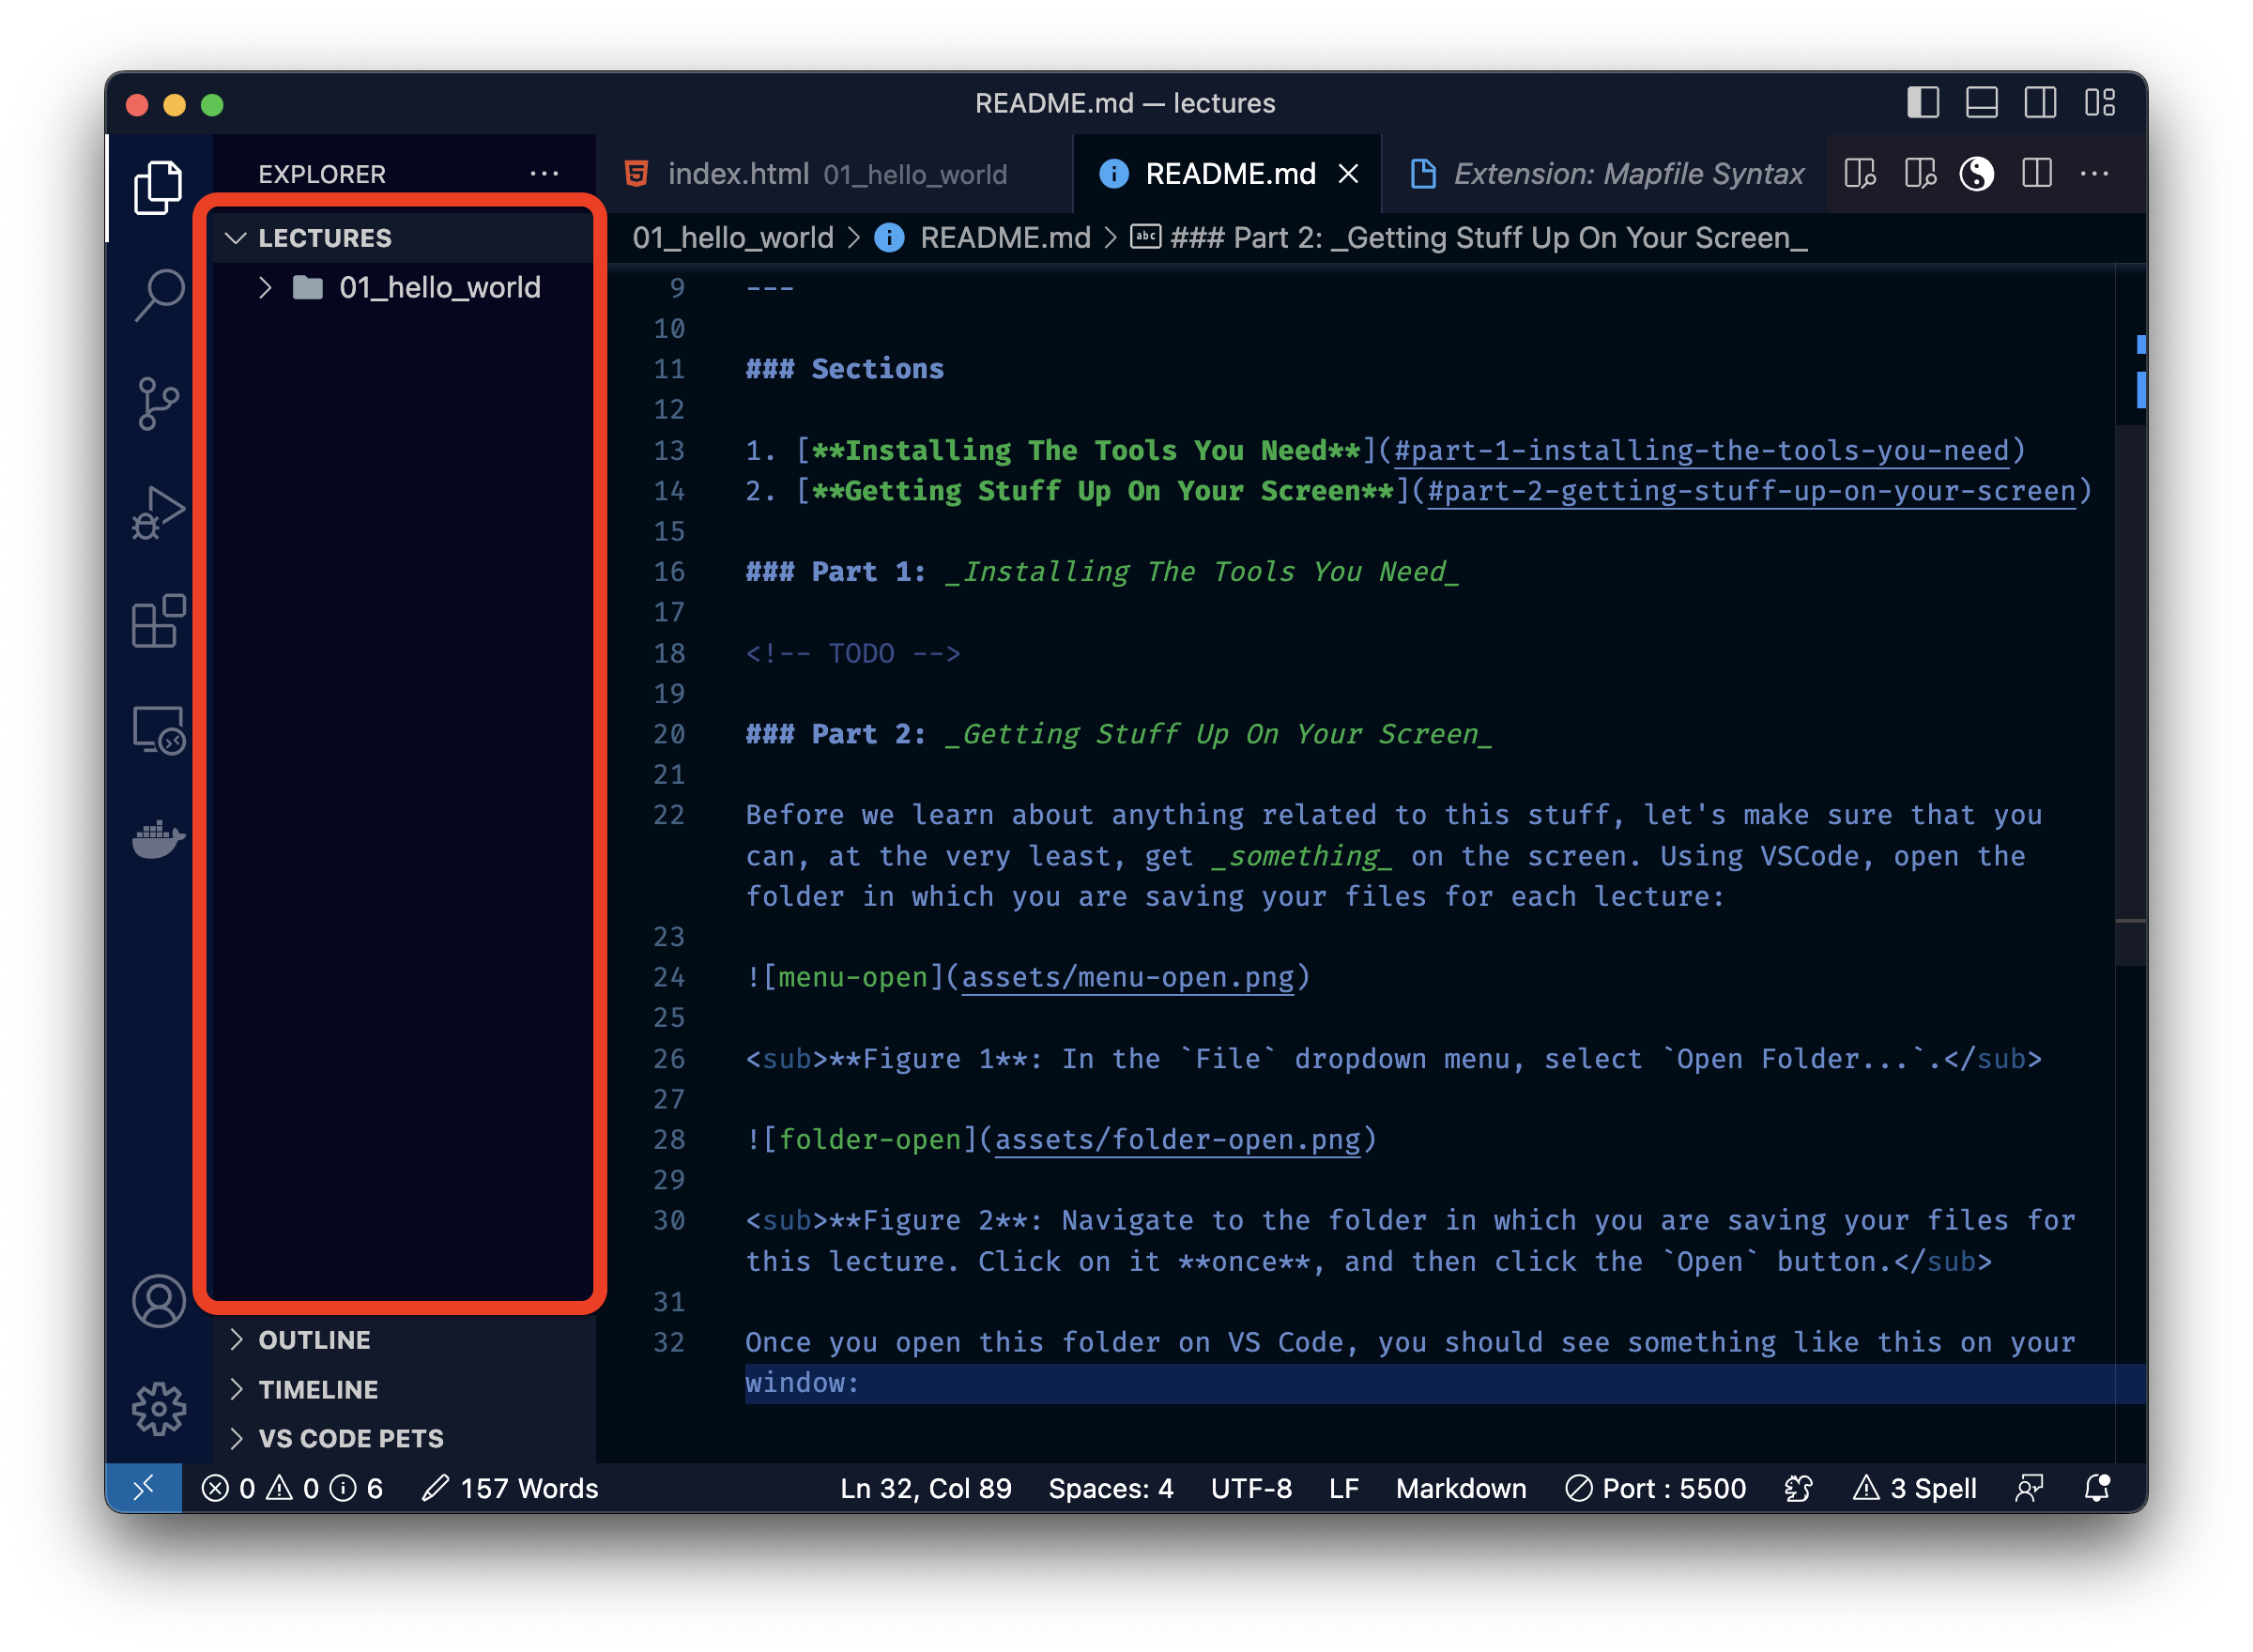 README.md — lectures
EXPLORER
index.html 01_hello_world
README.md
Extension: Mapfile Syntax
LECTURES
01_hello_world
01_hello_world > README.md > ### Part 2: _Getting Stuff Up On Your Screen_
9 ---
10
11 ### Sections
12
13 1. [**Installing The Tools You Need**](#part-1-installing-the-tools-you-need)
14 2. [**Getting Stuff Up On Your Screen**](#part-2-getting-stuff-up-on-your-screen)
15
16 ### Part 1: _Installing The Tools You Need_
17
18 <!-- TODO -->
19
20 ### Part 2: _Getting Stuff Up On Your Screen_
21
22 Before we learn about anything related to this stuff, let's make sure that you
can, at the very least, get _something_ on the screen. Using VSCode, open the
folder in which you are saving your files for each lecture:
23
24 ![menu-open](assets/menu-open.png)
25
26 <sub>**Figure 1**: In the `File` dropdown menu, select `Open Folder...`.</sub>
27
28 ![folder-open](assets/folder-open.png)
29
30 <sub>**Figure 2**: Navigate to the folder in which you are saving your files for
this lecture. Click on it **once**, and then click the `Open` button.</sub>
31
32 Once you open this folder on VS Code, you should see something like this on your
window:
OUTLINE
TIMELINE
VS CODE PETS
0 0 6 157 Words Ln 32, Col 89 Spaces: 4 UTF-8 LF Markdown Port : 5500 3 Spell